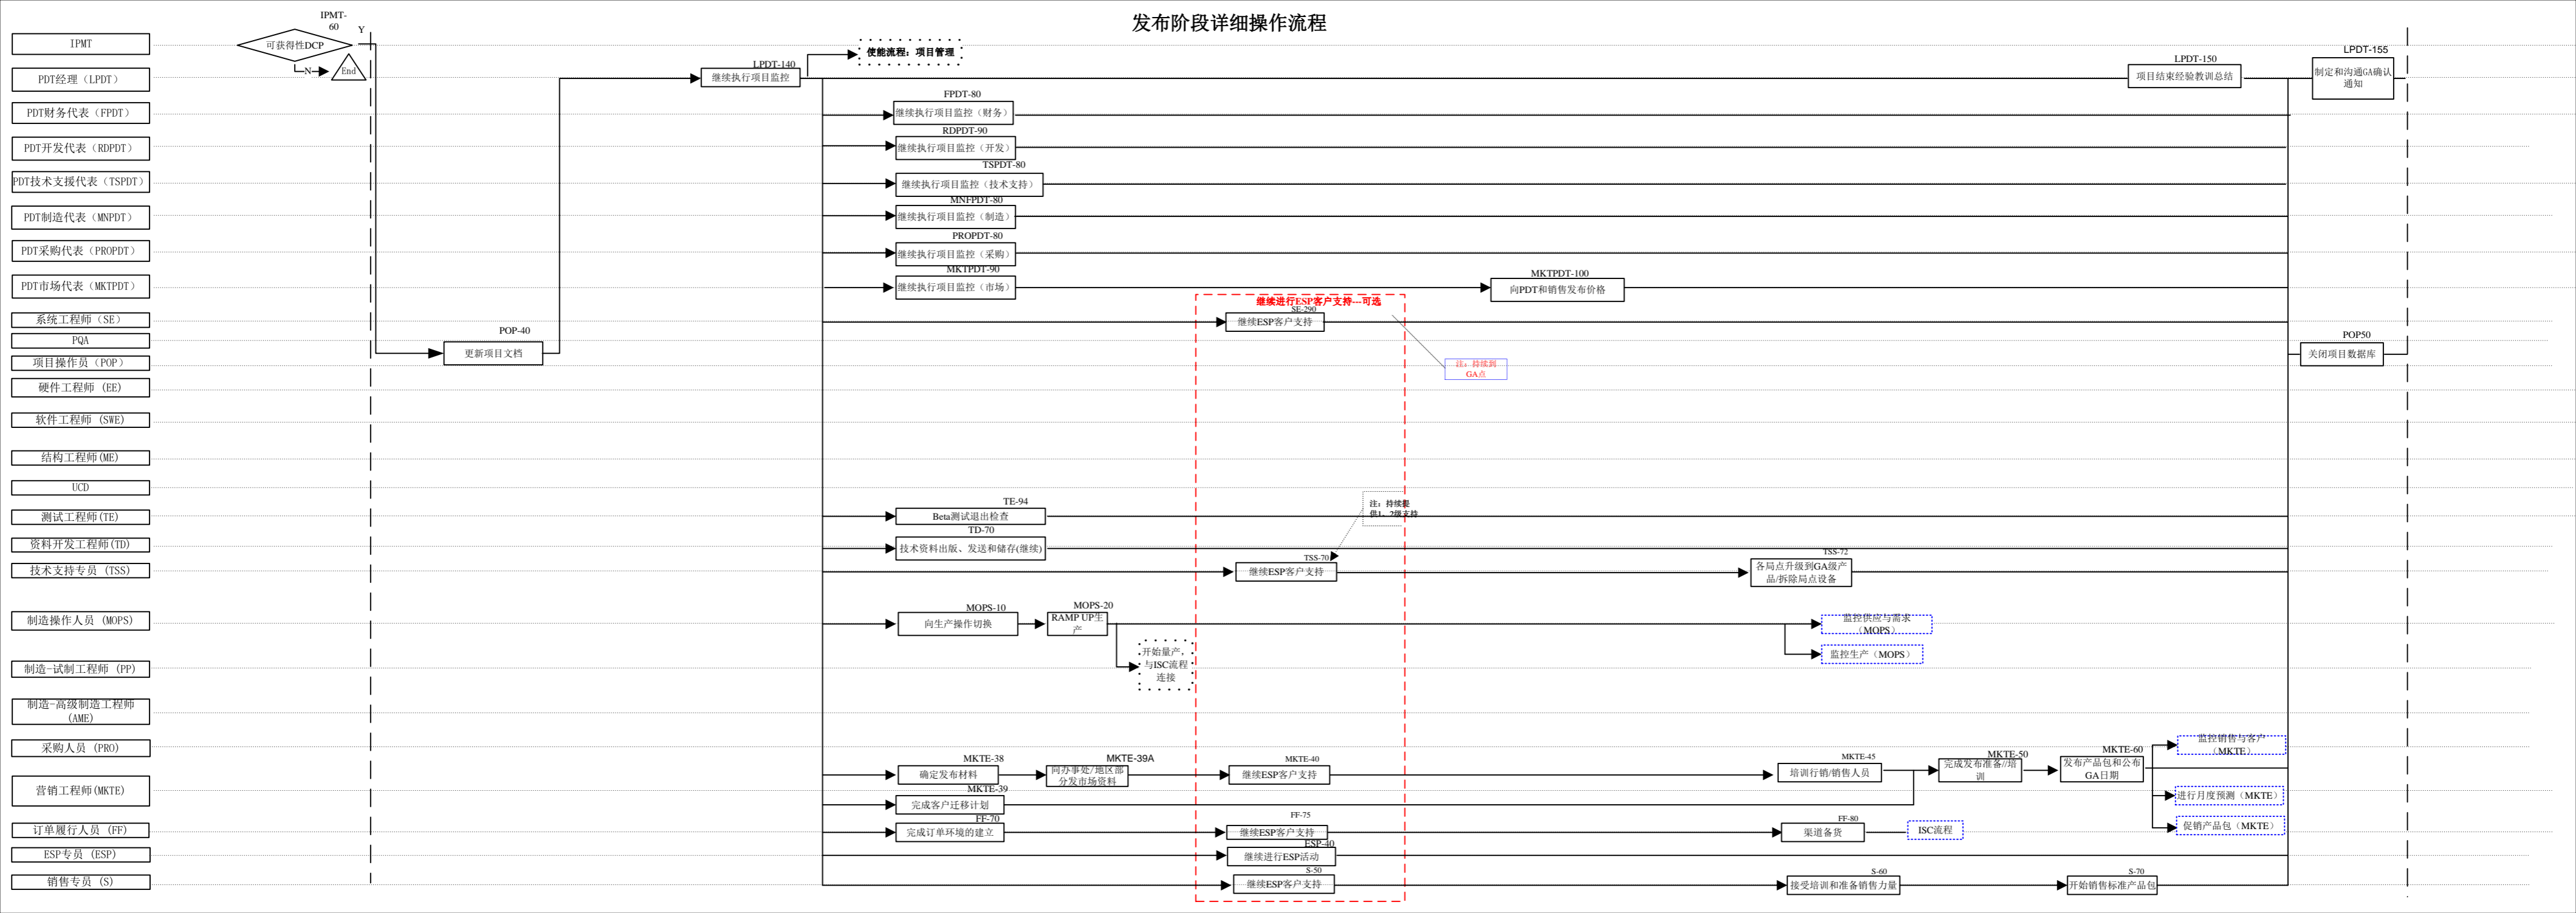 发布阶段详细操作流程
IPMT-
60
Y
IPMT
可获得性DCP
N
End
使能流程：项目管理
PDT经理（LPDT）
LPDT-140
继续执行项目监控
LPDT-150
项目结束经验教训总结
LPDT-155
制定和沟通GA确认
通知
PDT财务代表（FPDT）
FPDT-80
继续执行项目监控（财务）
PDT开发代表（RDPDT）
RDPDT-90
继续执行项目监控（开发）
PDT技术支援代表（TSPDT）
TSPDT-80
继续执行项目监控（技术支持）
PDT制造代表（MNPDT）
MNFPDT-80
继续执行项目监控（制造）
PDT采购代表（PROPDT）
PROPDT-80
继续执行项目监控（采购）
PDT市场代表（MKTPDT）
MKTPDT-90
继续执行项目监控（市场）
MKTPDT-100
向PDT和销售发布价格
继续进行ESP客户支持---可选
系统工程师（SE）
SE-290
继续ESP客户支持
PQA
POP-40
更新项目文档
POP50
关闭项目数据库
项目操作员（POP）
注：持续到
GA点
硬件工程师（EE）
软件工程师（SWE）
结构工程师(ME)
UCD
注：持续提
供1、2级支持
测试工程师(TE)
TE-94
Beta测试退出检查
资料开发工程师(TD)
TD-70
技术资料出版、发送和储存(继续)
技术支持专员（TSS）
TSS-70
继续ESP客户支持
TSS-72
各局点升级到GA级产
品/拆除局点设备
制造操作人员（MOPS）
MOPS-10
向生产操作切换
MOPS-20
RAMP UP生
产
监控供应与需求
（MOPS）
监控生产（MOPS）
开始量产，
与ISC流程
连接
制造-试制工程师（PP）
制造-高级制造工程师
(AME)
采购人员（PRO）
监控销售与客户
（MKTE）
MKTE-38
确定发布材料
MKTE-39A
向办事处/地区部
分发市场资料
MKTE-40
继续ESP客户支持
MKTE-45
培训行销/销售人员
MKTE-50
完成发布准备//培
训
MKTE-60
发布产品包和公布
GA日期
营销工程师(MKTE)
MKTE-39
完成客户迁移计划
进行月度预测（MKTE）
订单履行人员（FF）
FF-70
完成订单环境的建立
FF-75
继续ESP客户支持
FF-80
渠道备货
ISC流程
促销产品包（MKTE）
ESP专员（ESP）
ESP-40
继续进行ESP活动
销售专员（S）
S-50
继续ESP客户支持
S-60
接受培训和准备销售力量
S-70
开始销售标准产品包